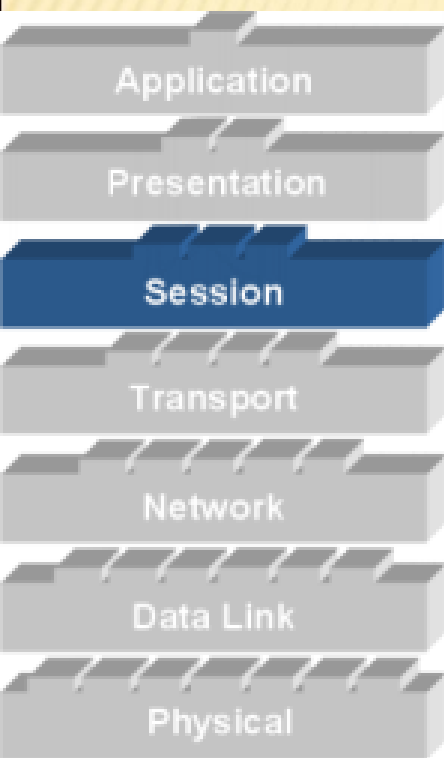 Application
Presentation
Session
Transport
Network
Data Link
Physical